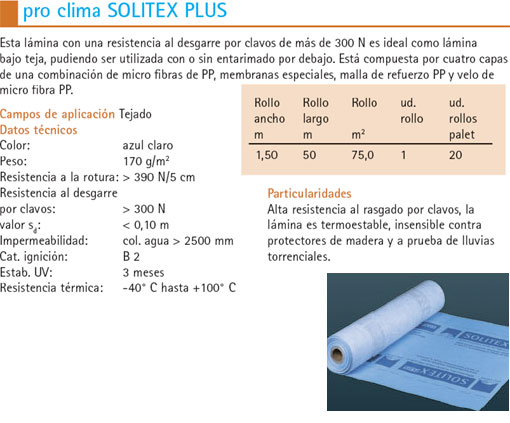 pro clima SOLITEX PLUS
Esta lámina con una resistencia al desgarre por clavos de más de 300 N es ideal como lámina
bajo teja, pudiendo ser utilizada con o sin entarimado por debajo. Está compuesta por cuatro capas
de una combinación de micro fibras de PP, membranas especiales, malla de refuerzo PP y velo de
micro fibra PP.
Campos de aplicación Tejado
Datos técnicos
Color: azul claro
Peso: 170 g/m²
Resistencia a la rotura: > 390 N/5 cm
Resistencia al desgarre
por clavos: > 300 N
valor sd: < 0,10 m
Impermeabilidad: col. agua > 2500 mm
Cat. ignición: B 2
Estab. UV: 3 meses
Resistencia térmica: -40° C hasta +100° C
Rollo Rollo Rollo ud. ud.
ancho largo rollo rollos
m m m² palet
1,50 50 75,0 1 20
Particularidades
Alta resistencia al rasgado por clavos, la
lámina es termoestable, insensible contra
protectores de madera y a prueba de lluvias
torrenciales.
SOLITEX
SOLITEX